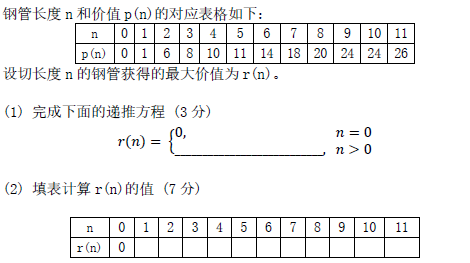 钢管长度 n 和价值 p(n)的对应表格如下:
n 0 1 2 3 4 5 6 7 8 9 10 11
p(n) 0 1 6 8 10 11 14 18 20 24 24 26
设切长度 n 的钢管获得的最大价值为 r(n)。
(1) 完成下面的递推方程（3 分）
r(n) = {0, n = 0
____________________, n > 0
(2) 填表计算 r(n)的值（7 分）
n 0 1 2 3 4 5 6 7 8 9 10 11
r(n) 0